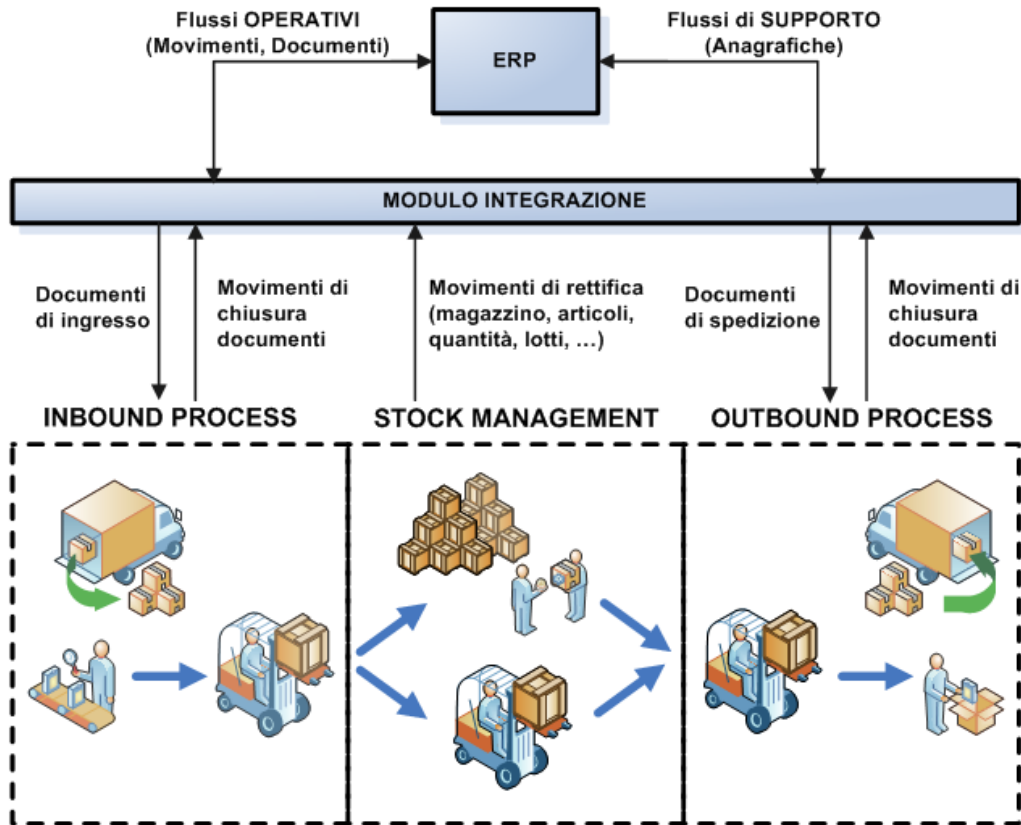 Flussi OPERATIVI
(Movimenti, Documenti)
ERP
Flussi di SUPPORTO
(Anagrafiche)
MODULO INTEGRAZIONE
Documenti
di ingresso
Movimenti di
chiusura
documenti
Movimenti di rettifica
(magazzino, articoli,
quantità, lotti, …)
Documenti
di spedizione
Movimenti di
chiusura
documenti
INBOUND PROCESS
STOCK MANAGEMENT
OUTBOUND PROCESS